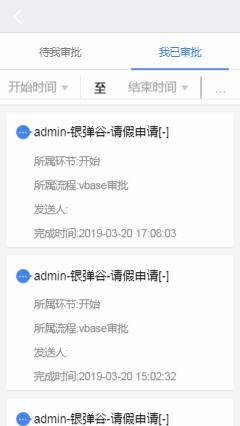 待我审批 我已审批
开始时间 至 结束时间 ...
admin-银弹谷-请假申请[-]
所属环节:开始
所属流程:vbase审批
发送人:
完成时间:2019-03-20 17:08:03
admin-银弹谷-请假申请[-]
所属环节:开始
所属流程:vbase审批
发送人:
完成时间:2019-03-20 15:02:32
admin-银弹谷-请假申请[-]